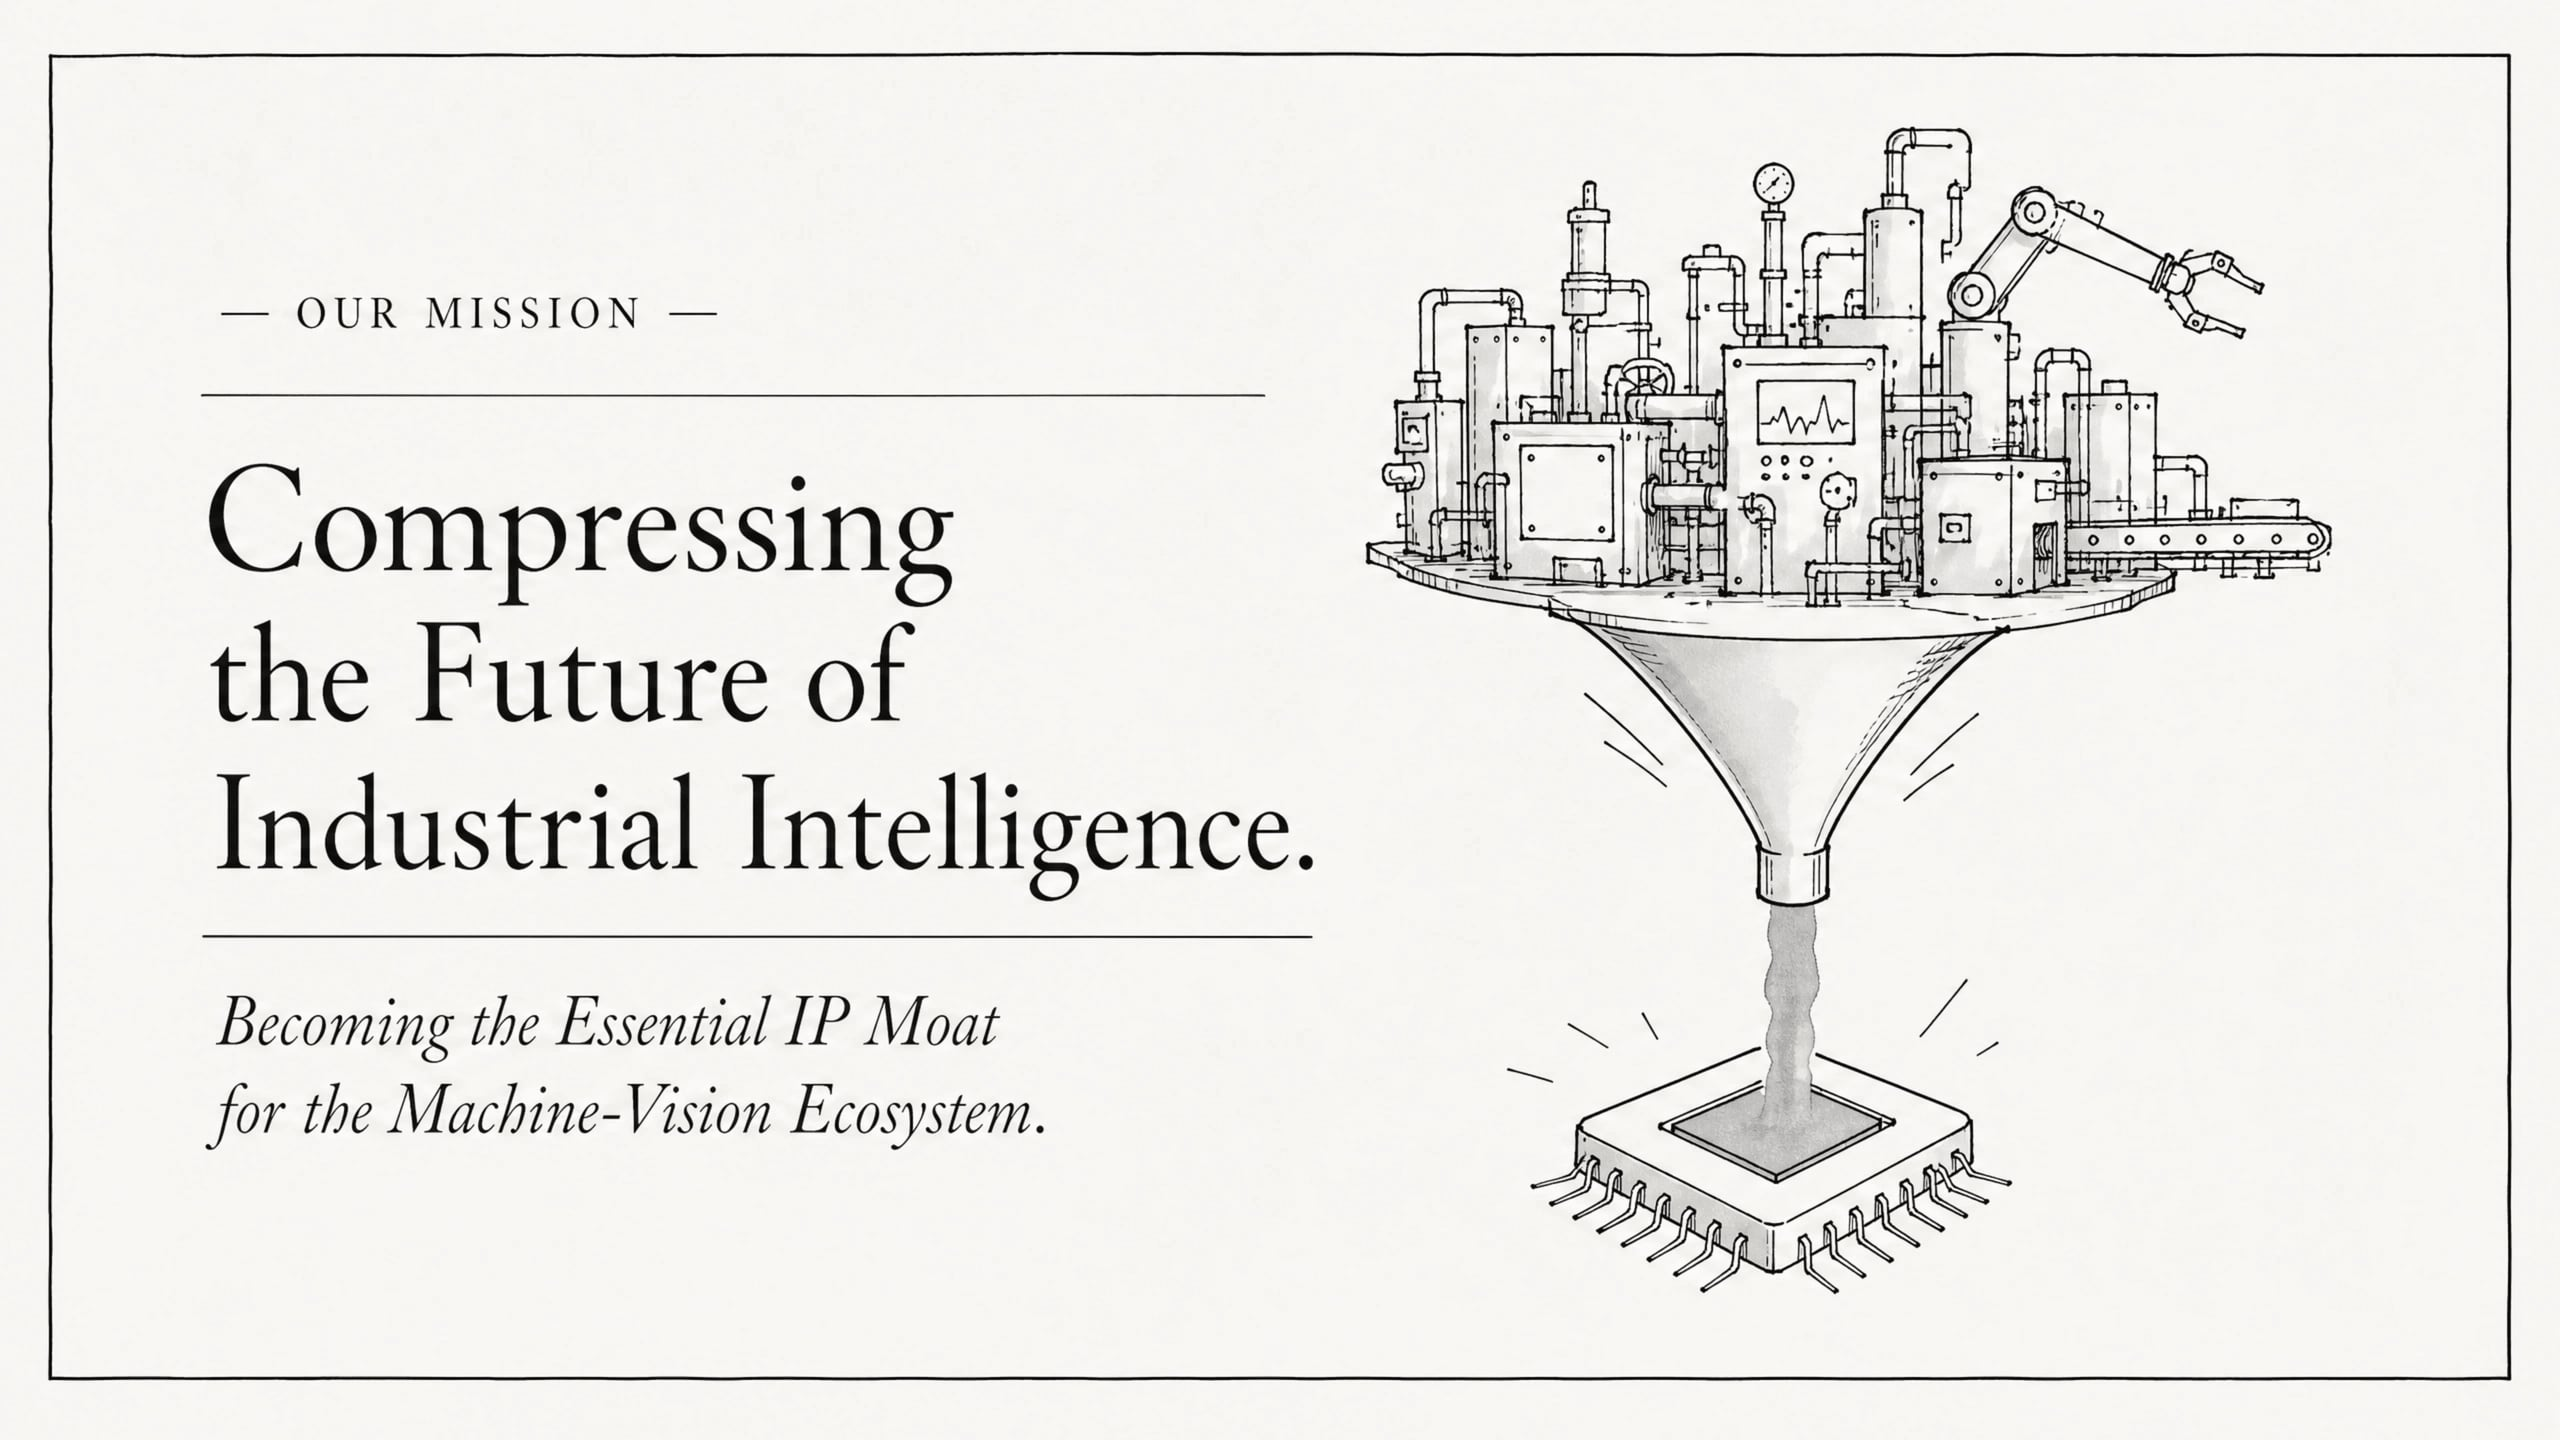 — OUR MISSION —
Compressing
the Future of
Industrial Intelligence.
Becoming the Essential IP Moat
for the Machine-Vision Ecosystem.